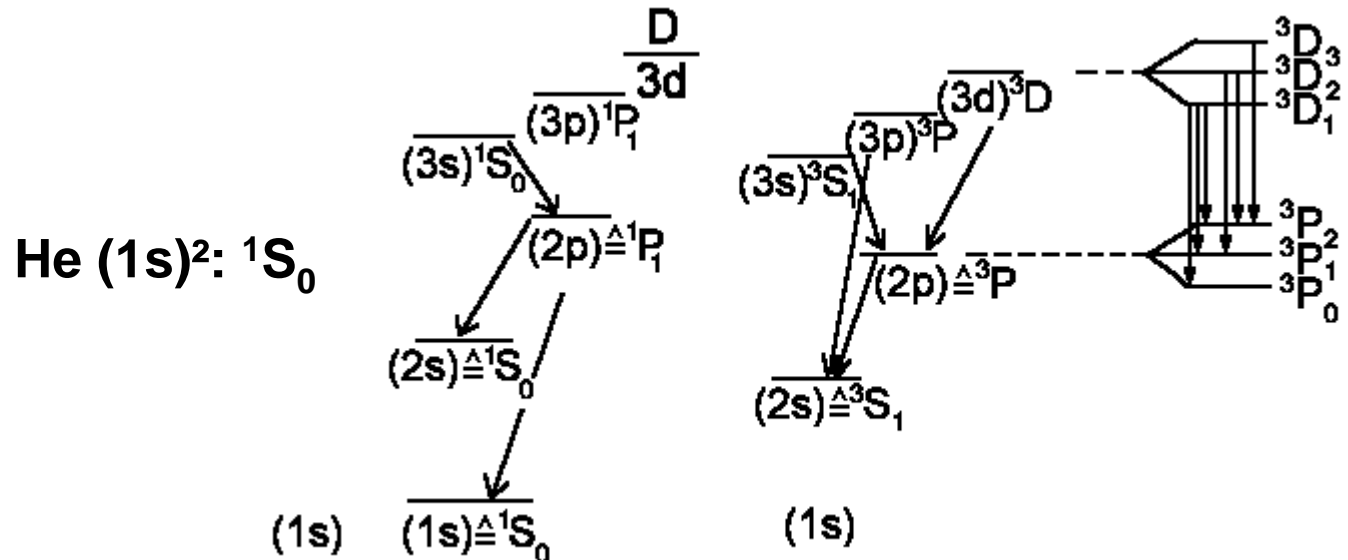 D
3d
(3p)¹P₁
(3s)¹S₀
(2p)≙¹P₁
He (1s)²: ¹S₀
(2s)≙¹S₀
(1s)
(1s)≙¹S₀
(3d)³D
(3p)³P
(3s)³S₁
(2p)≙³P
(2s)≙³S₁
(1s)
³D₃
³D₂
³D₁
³P₂
³P₁
³P₀